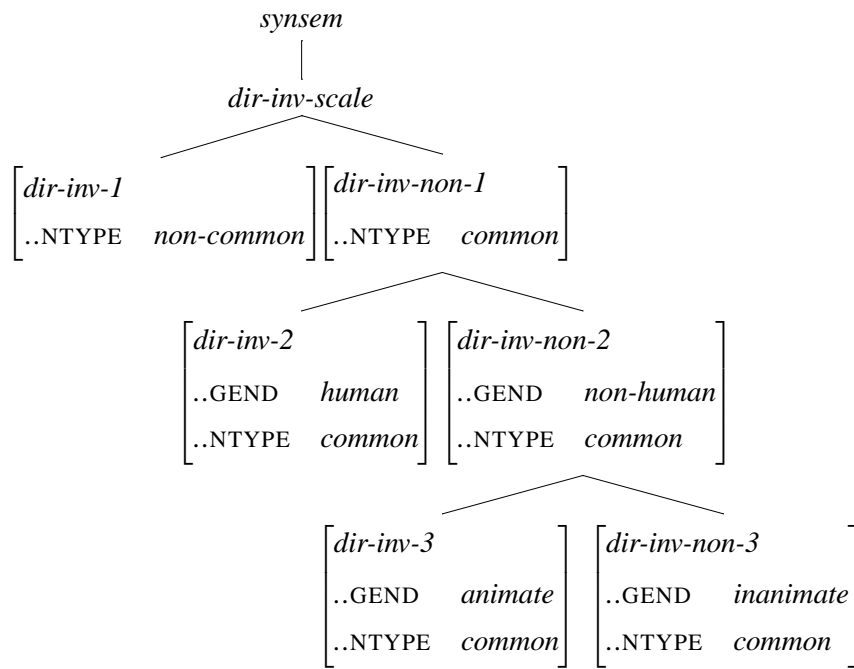 synsem
dir-inv-scale
dir-inv-1 dir-inv-non-1
..NTYPE non-common ..NTYPE common
dir-inv-2 dir-inv-non-2
..GEND human ..GEND non-human
..NTYPE common ..NTYPE common
dir-inv-3 dir-inv-non-3
..GEND animate ..GEND inanimate
..NTYPE common ..NTYPE common